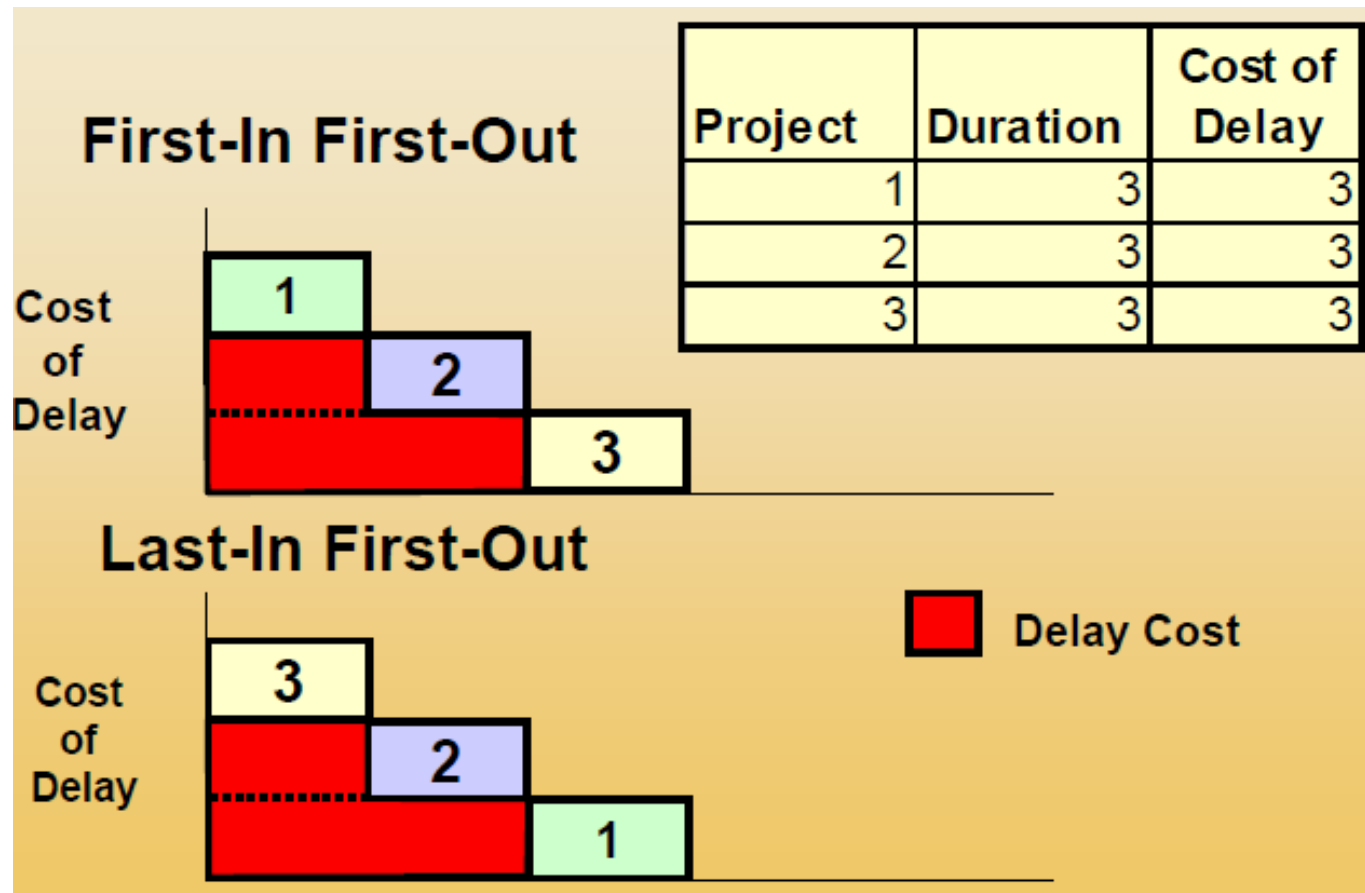 First-In First-Out
Project Duration Cost of Delay
1 3 3
2 3 3
3 3 3
Cost
of
Delay
1
2
3
Last-In First-Out
Cost
of
Delay
3
2
1
Delay Cost